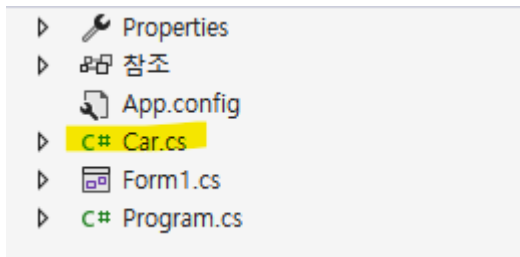 Properties
참조
App.config
C# Car.cs
Form1.cs
C# Program.cs